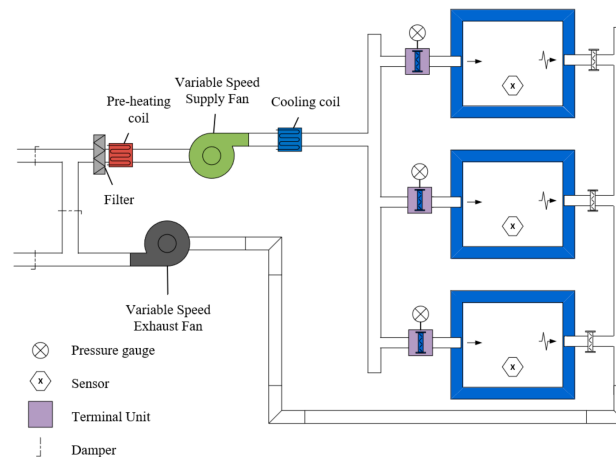 Variable Speed
Supply Fan
Cooling coil
Pre-heating
coil
Filter
Variable Speed
Exhaust Fan
Pressure gauge
Sensor
Terminal Unit
Damper
x
x
x
x